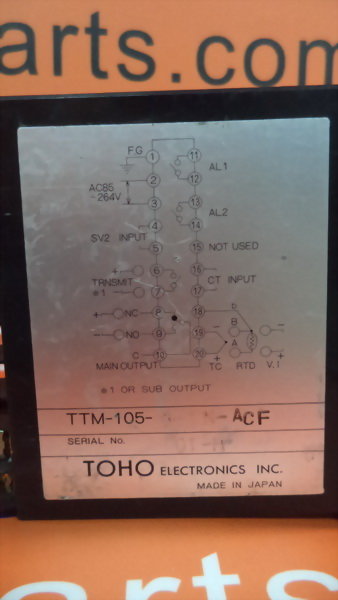 arts.com
F.G
1
11
AL1
2
12
AC85
-264V
3
13
AL2
4
14
SV2 INPUT
5
15
NOT USED
+
6
16
TRNSMIT
CT INPUT
※1
-
7
17
+
NC
8
18
B
-
NO
9
19
A
C
10
20
+
+
MAIN OUTPUT
TC
RTD
V.I
※1 OR SUB OUTPUT
TTM-105-
-ACF
SERIAL No.
TOHO ELECTRONICS INC.
MADE IN JAPAN
arts